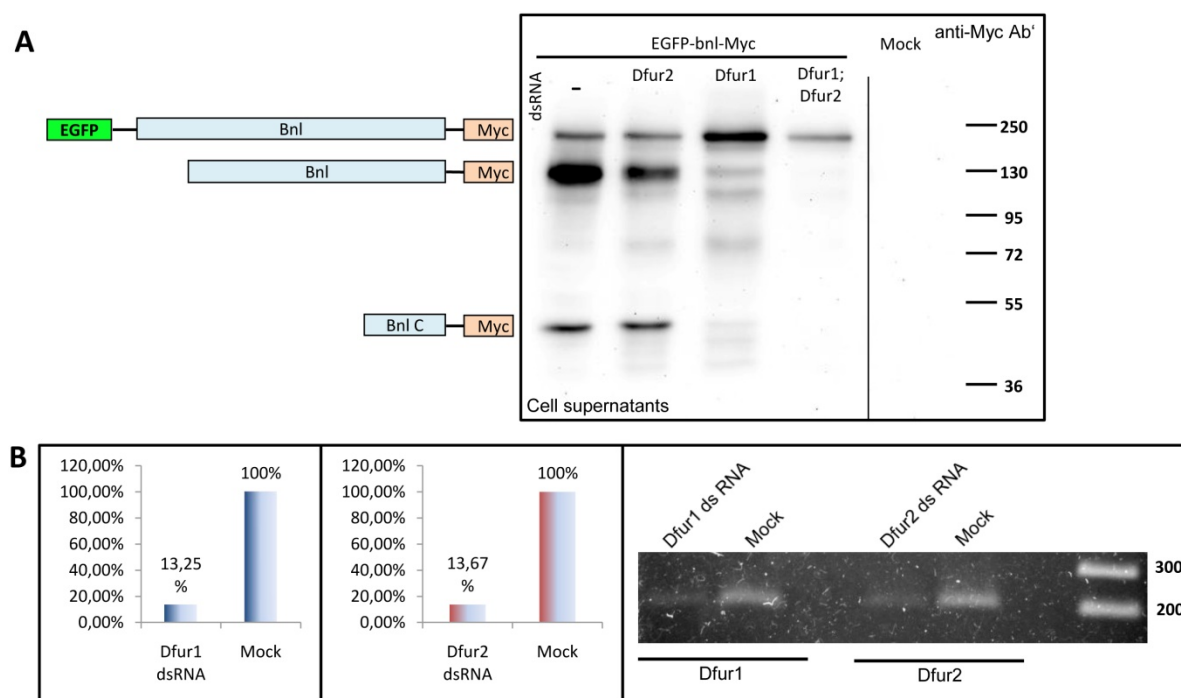 A
anti-Myc Ab'
EGFP-bnl-Myc Mock
dsRNA - Dfur2 Dfur1 Dfur1;
Dfur2
EGFP Bnl Myc
Bnl Myc
Bnl C Myc
250
130
95
72
55
36
Cell supernatants
B
120,00%
100,00%
80,00%
60,00%
40,00%
20,00%
0,00%
13,25
%
100%
Dfur1
dsRNA
Mock
120,00%
100,00%
80,00%
60,00%
40,00%
20,00%
0,00%
13,67
%
100%
Dfur2
dsRNA
Mock
Dfur1 ds RNA
Mock
Dfur2 ds RNA
Mock
300
200
Dfur1
Dfur2